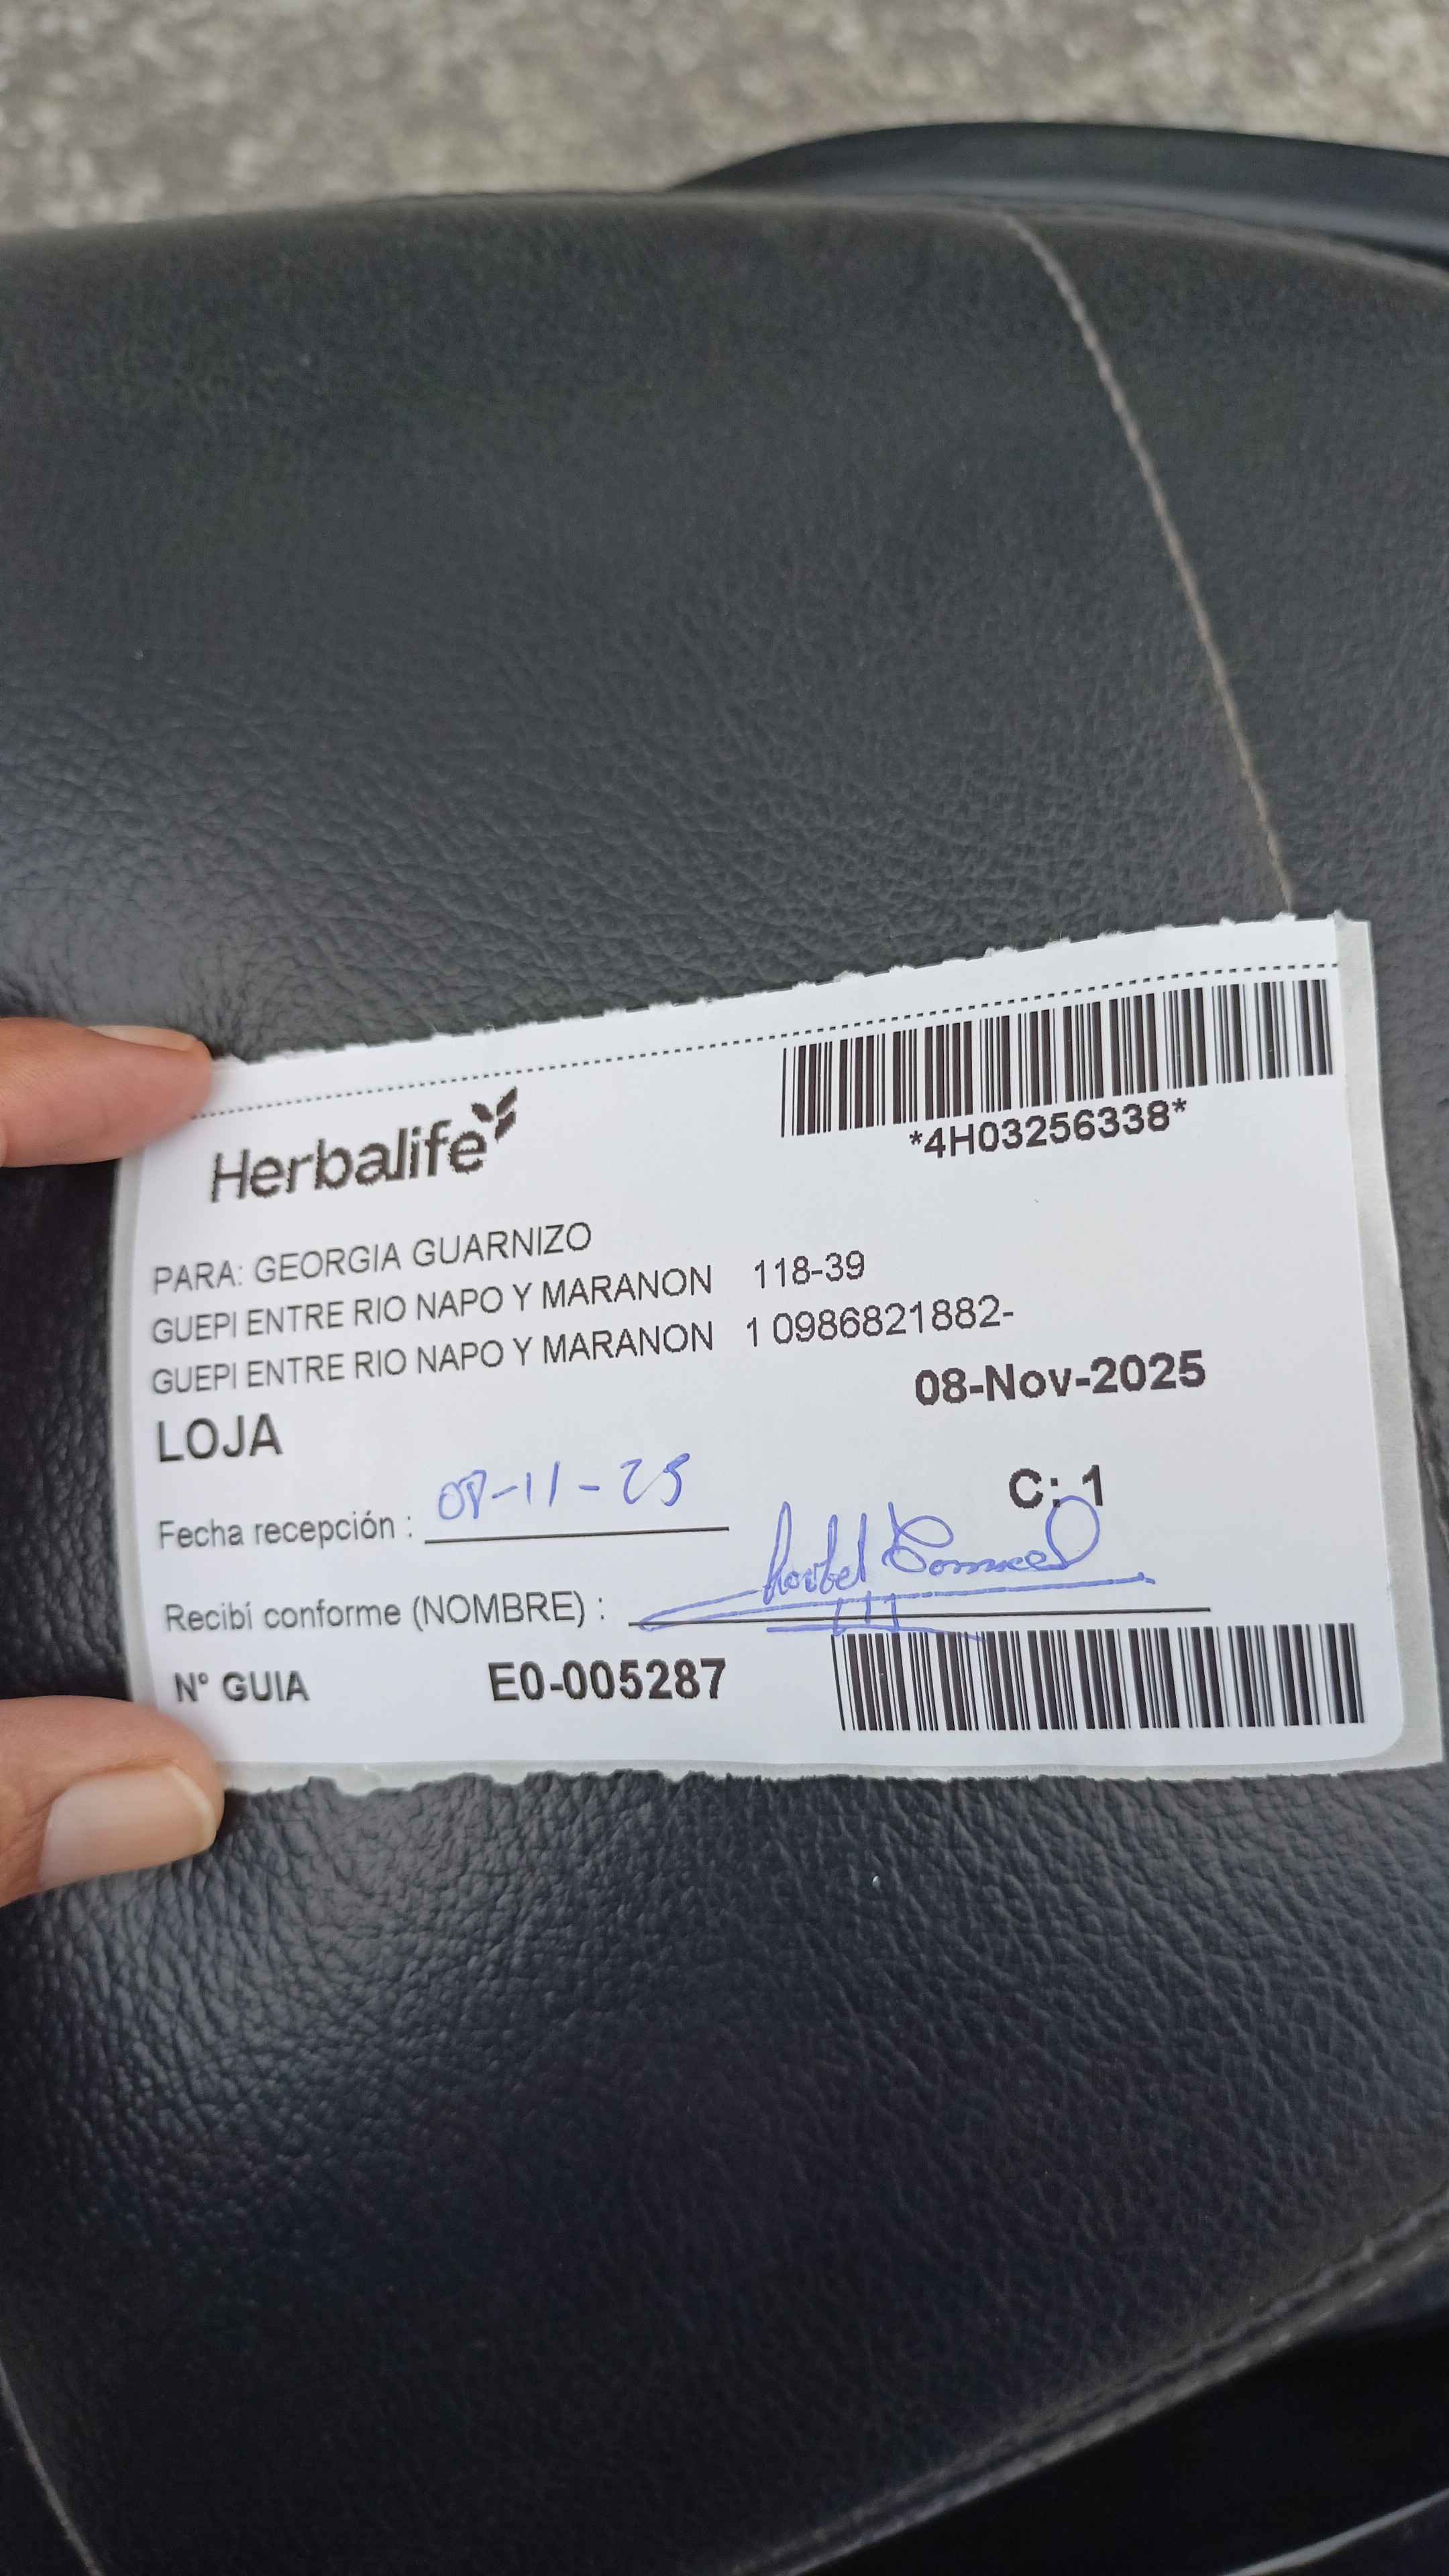 *4H03256338*
Herbalife
PARA: GEORGIA GUARNIZO
GUEPI ENTRE RIO NAPO Y MARANON 118-39
GUEPI ENTRE RIO NAPO Y MARANON 1 0986821882-
08-Nov-2025
LOJA
C: 1
Fecha recepción : 08-11-25
Recibí conforme (NOMBRE) :
Nº GUIA E0-005287